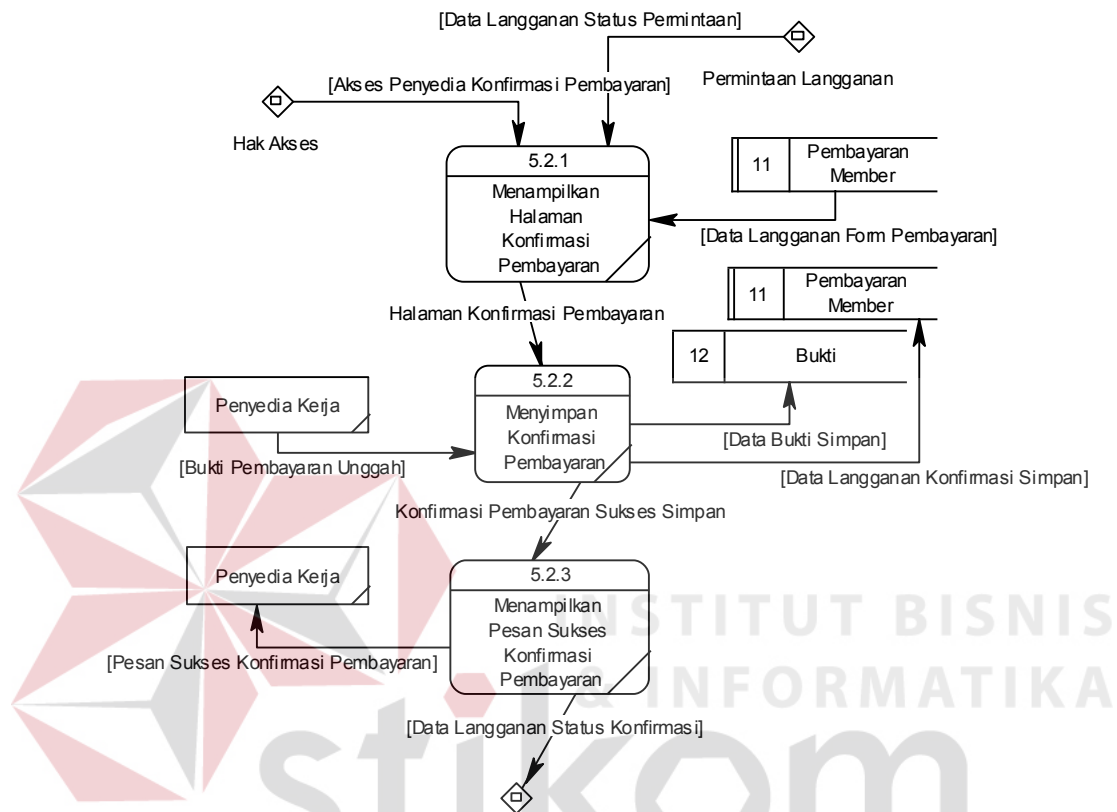 [Data Langganan Status Permintaan]
Permintaan Langganan
[Akses Penyedia Konfirmasi Pembayaran]
Hak Akses
5.2.1
Menampilkan
Halaman
Konfirmasi
Pembayaran
11
Pembayaran
Member
[Data Langganan Form Pembayaran]
11
Pembayaran
Member
Halaman Konfirmasi Pembayaran
12
Bukti
5.2.2
Menyimpan
Konfirmasi
Pembayaran
Penyedia Kerja
[Bukti Pembayaran Unggah]
[Data Bukti Simpan]
[Data Langganan Konfirmasi Simpan]
Konfirmasi Pembayaran Sukses Simpan
Penyedia Kerja
5.2.3
Menampilkan
Pesan Sukses
Konfirmasi
Pembayaran
[Pesan Sukses Konfirmasi Pembayaran]
[Data Langganan Status Konfirmasi]
INSTITUT BISNIS
& INFORMATIKA
stikom